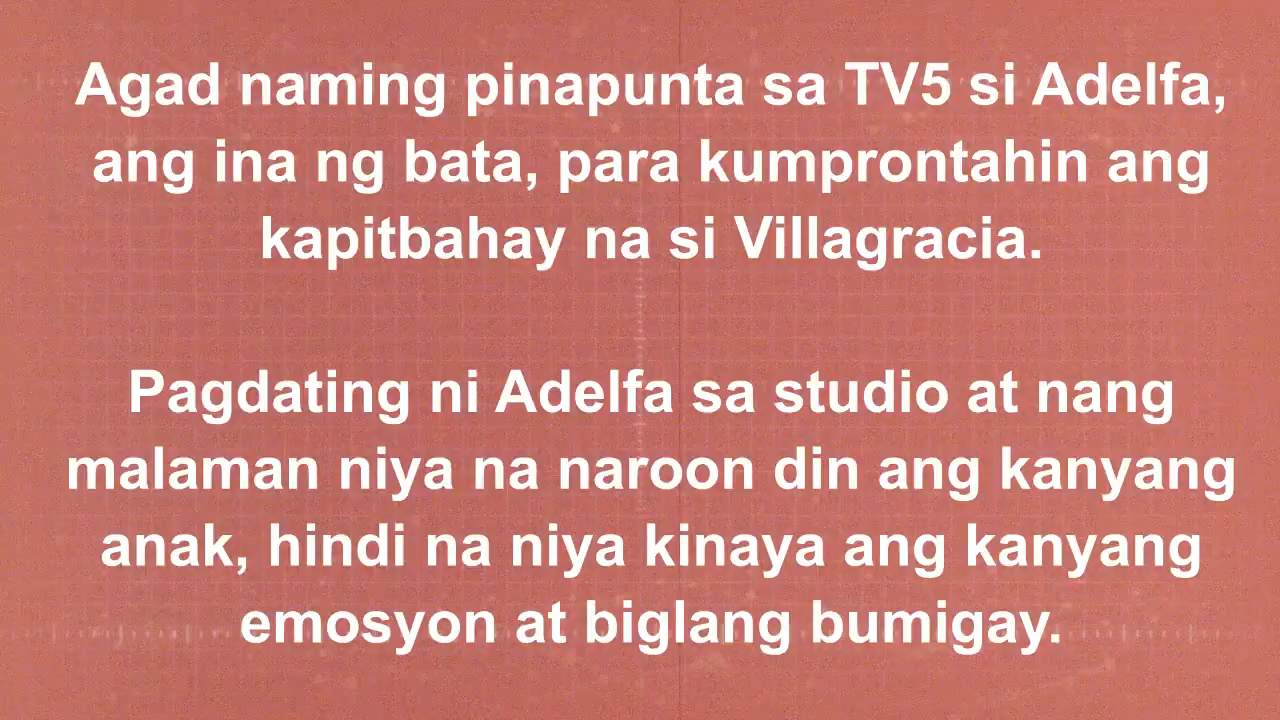 Agad naming pinapunta sa TV5 si Adelfa,
ang ina ng bata, para kumprontahin ang
kapitbahay na si Villagracia.
Pagdating ni Adelfa sa studio at nang
malaman niya na naroon din ang kanyang
anak, hindi na niya kinaya ang kanyang
emosyon at biglang bumigay.